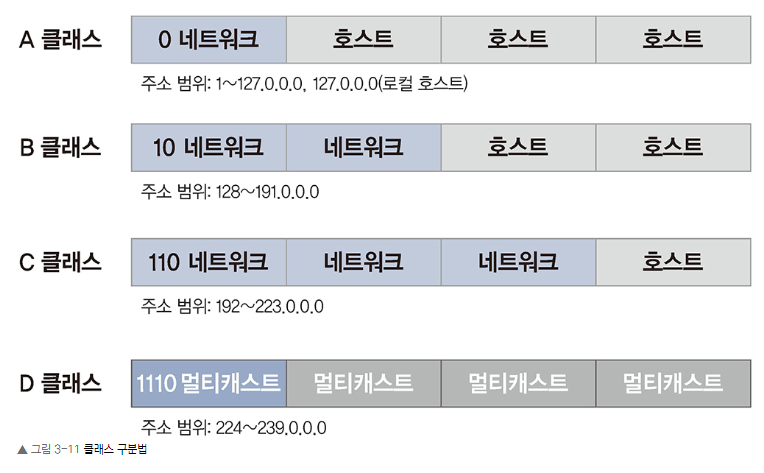 A 클래스 0 네트워크 호스트 호스트 호스트
주소 범위: 1~127.0.0.0, 127.0.0.0(로컬 호스트)
B 클래스 10 네트워크 네트워크 호스트 호스트
주소 범위: 128~191.0.0.0
C 클래스 110 네트워크 네트워크 네트워크 호스트
주소 범위: 192~223.0.0.0
D 클래스 1110 멀티캐스트 멀티캐스트 멀티캐스트 멀티캐스트
주소 범위: 224~239.0.0.0
▲ 그림 3-11 클래스 구분법